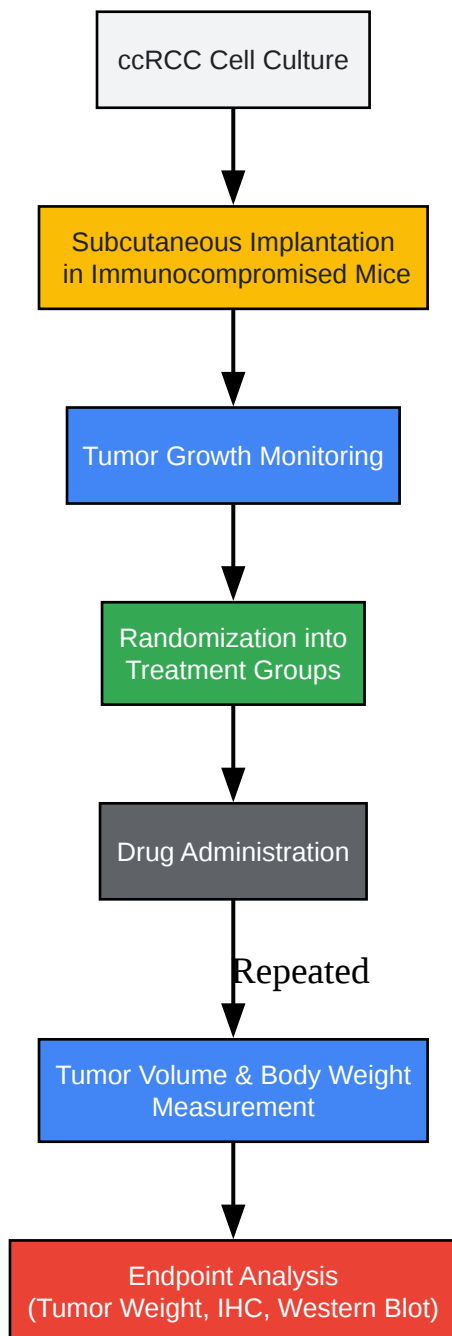 ccRCC Cell Culture
Subcutaneous Implantation
in Immunocompromised Mice
Tumor Growth Monitoring
Randomization into
Treatment Groups
Drug Administration
Repeated
Tumor Volume & Body Weight
Measurement
Endpoint Analysis
(Tumor Weight, IHC, Western Blot)